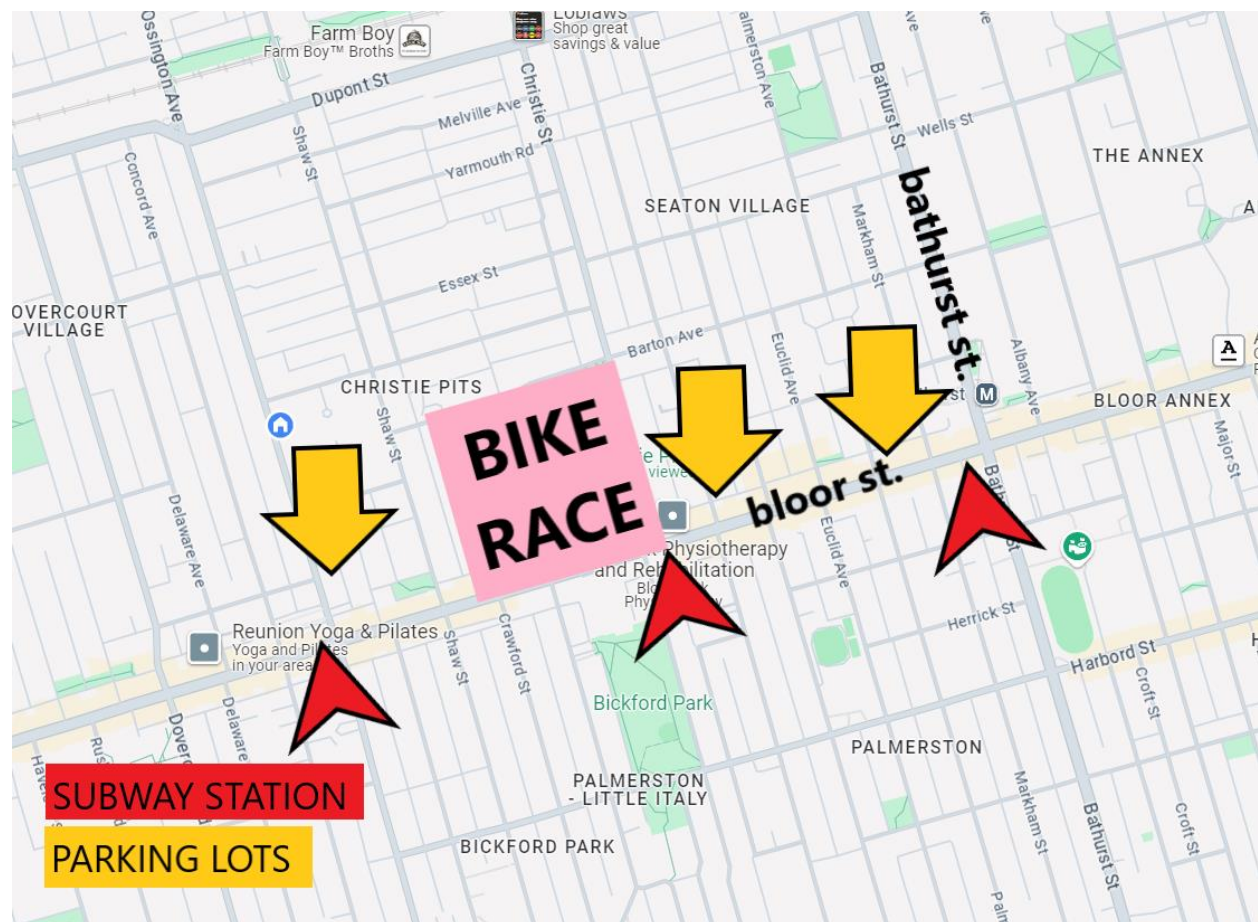 Ossington Ave
Farm Boy
Farm Boy™ Broths
Loblaws
Shop great
savings & value
Dupont St
Christie St
Melville Ave
Yarmouth Rd
Shaw St
Concord Ave
Palmerston Ave
Bathurst St
Wells St
THE ANNEX
SEATON VILLAGE
bathurst st.
Markham St
Essex St
OVERCOURT
VILLAGE
Barton Ave
Euclid Ave
Albany Ave
CHRISTIE PITS
Shaw St
BLOOR ANNEX
Major St
M
A
BIKE
RACE
bloor st.
Delaware Ave
Physiotherapy
and Rehabilitation
Euclid Ave
Bathurst St
Herrick St
Harbord St
Croft St
Reunion Yoga & Pilates
Yoga and Pilates
in your area
Shaw St
Crawford St
Delaware
Bickford Park
PALMERSTON
PALMERSTON
- LITTLE ITALY
Markham St
Bathurst St
Croft St
BICKFORD PARK
SUBWAY STATION
PARKING LOTS